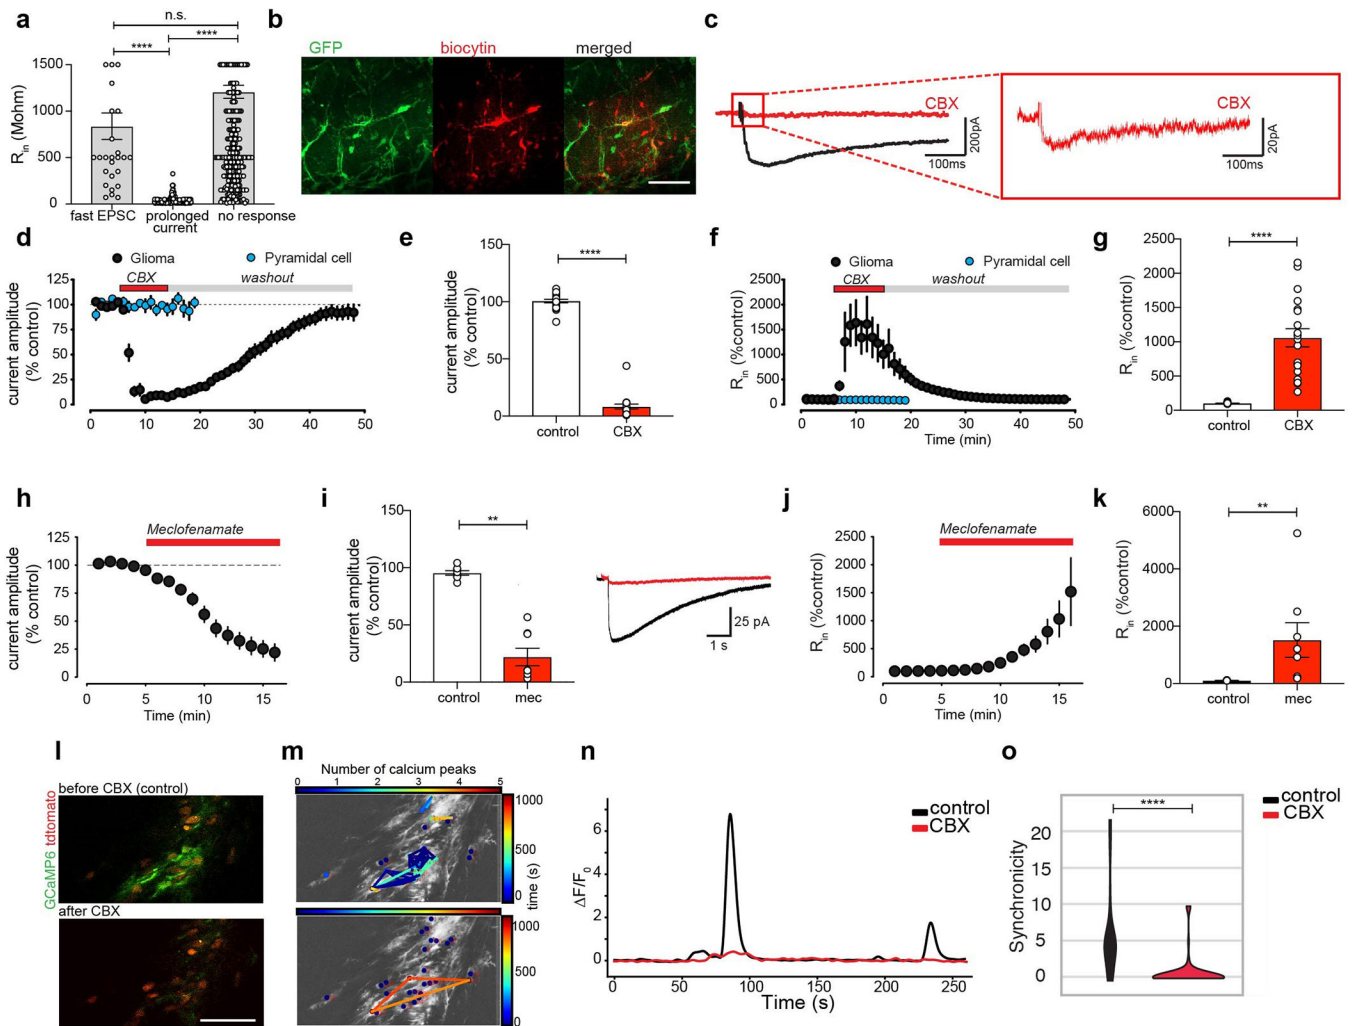 a
n.s.
****
****
R_in (Mohm)
1500
1000
500
0
fast EPSC
prolonged
current
no response
b
GFP
biocytin
merged
c
CBX
200pA
100ms
CBX
20pA
100ms
d
Glioma
Pyramidal cell
CBX
washout
current amplitude
(% control)
125
100
75
50
25
0
0 10 20 30 40 50
e
****
current amplitude
(% control)
150
100
50
0
control CBX
f
Glioma
Pyramidal cell
CBX
washout
R_in (%control)
2500
2000
1500
1000
500
0
0 10 20 30 40 50
Time (min)
g
****
R_in (%control)
2500
2000
1500
1000
500
0
control CBX
h
Meclofenamate
current amplitude
(% control)
125
100
75
50
25
0
0 5 10 15
Time (min)
i
**
current amplitude
(% control)
150
100
50
0
control mec
25 pA
1 s
j
Meclofenamate
R_in (%control)
2500
2000
1500
1000
500
0
0 5 10 15
Time (min)
k
**
R_in (%control)
6000
4000
2000
0
control mec
l
before CBX (control)
GCaMP6 tdtomato
after CBX
m
Number of calcium peaks
0 1 2 3 4 5
1000
500
0
time (s)
1000
500
0
n
control
CBX
ΔF/F0
6
4
2
0
0 50 100 150 200 250
Time (s)
o
control
CBX
****
Synchronicity
20
15
10
5
0